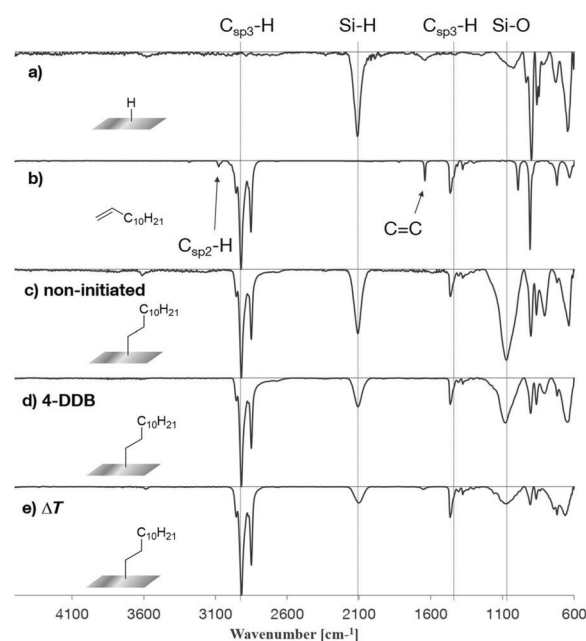 Csp3-H Si-H Csp3-H Si-O
a)
H
b)
C10H21
Csp2-H
C=C
c) non-initiated
C10H21
d) 4-DDB
C10H21
e) ΔT
C10H21
4100 3600 3100 2600 2100 1600 1100 600
Wavenumber [cm-1]